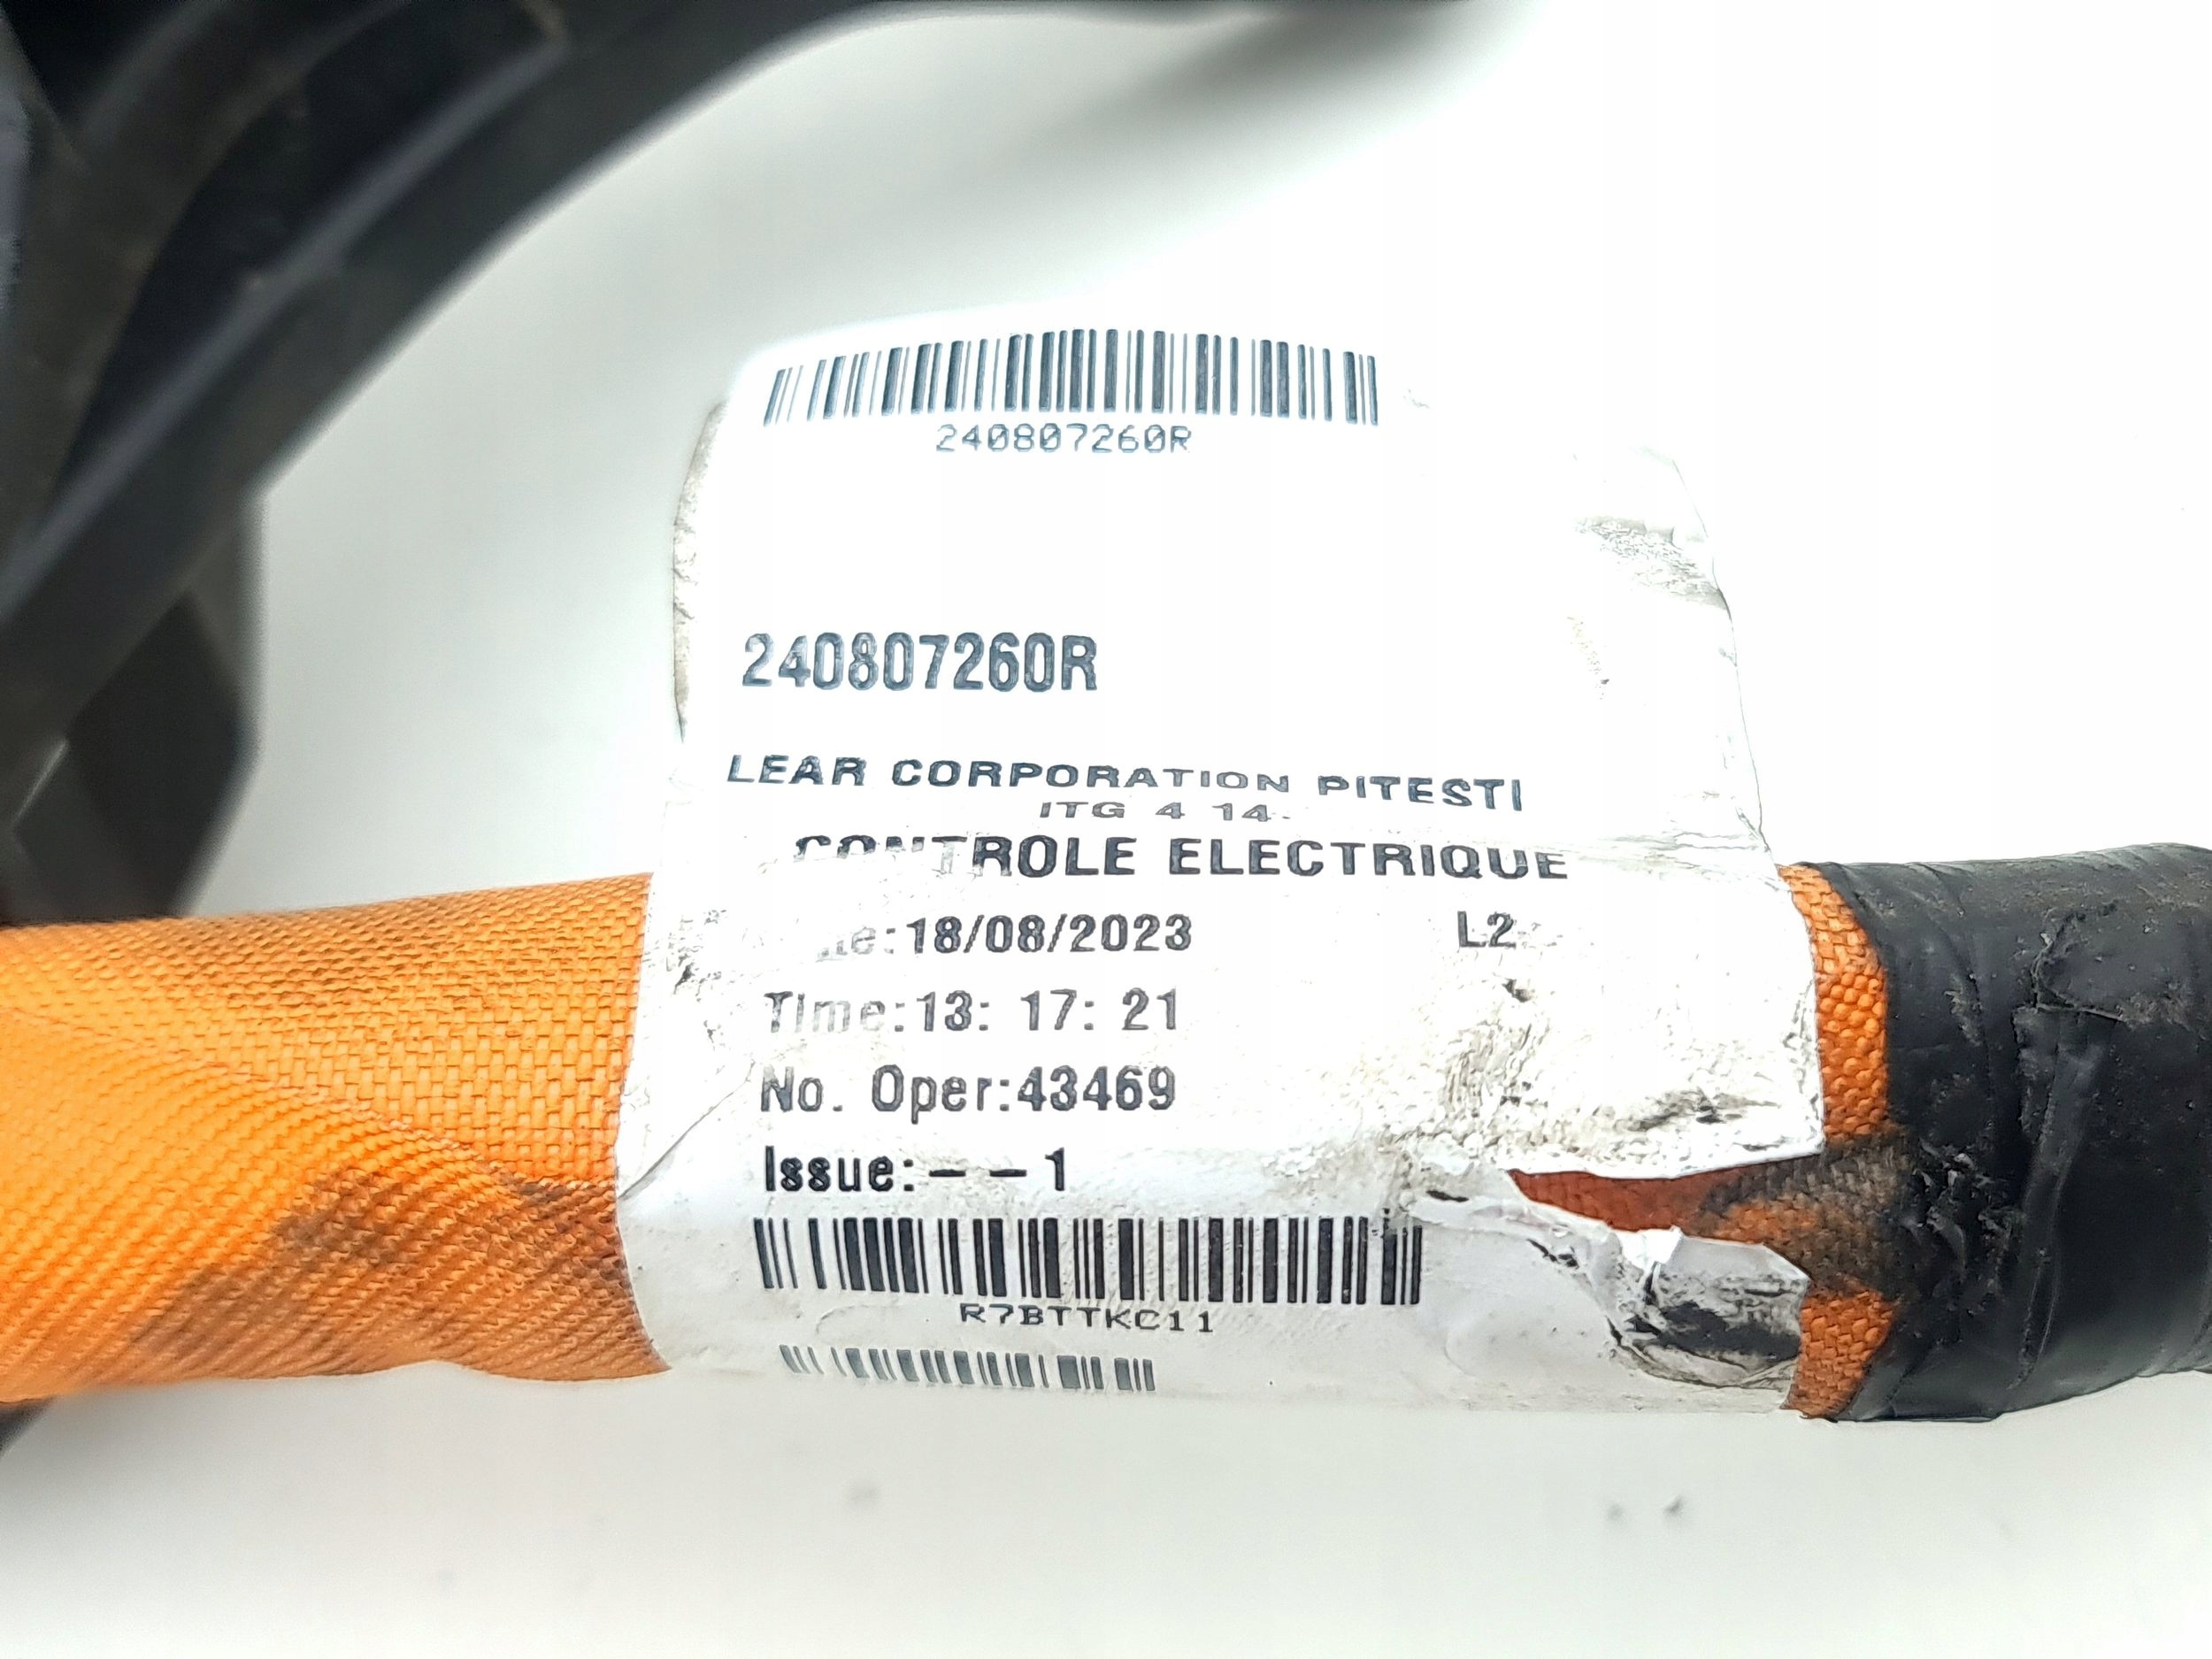 240807260R
240807260R
LEAR CORPORATION PITESTI
ITG 4 14-
CONTROLE ELECTRIQUE
:18/08/2023 L2
Time:13: 17: 21
No. Oper:43469
Issue:- - 1
R7BTTKC11